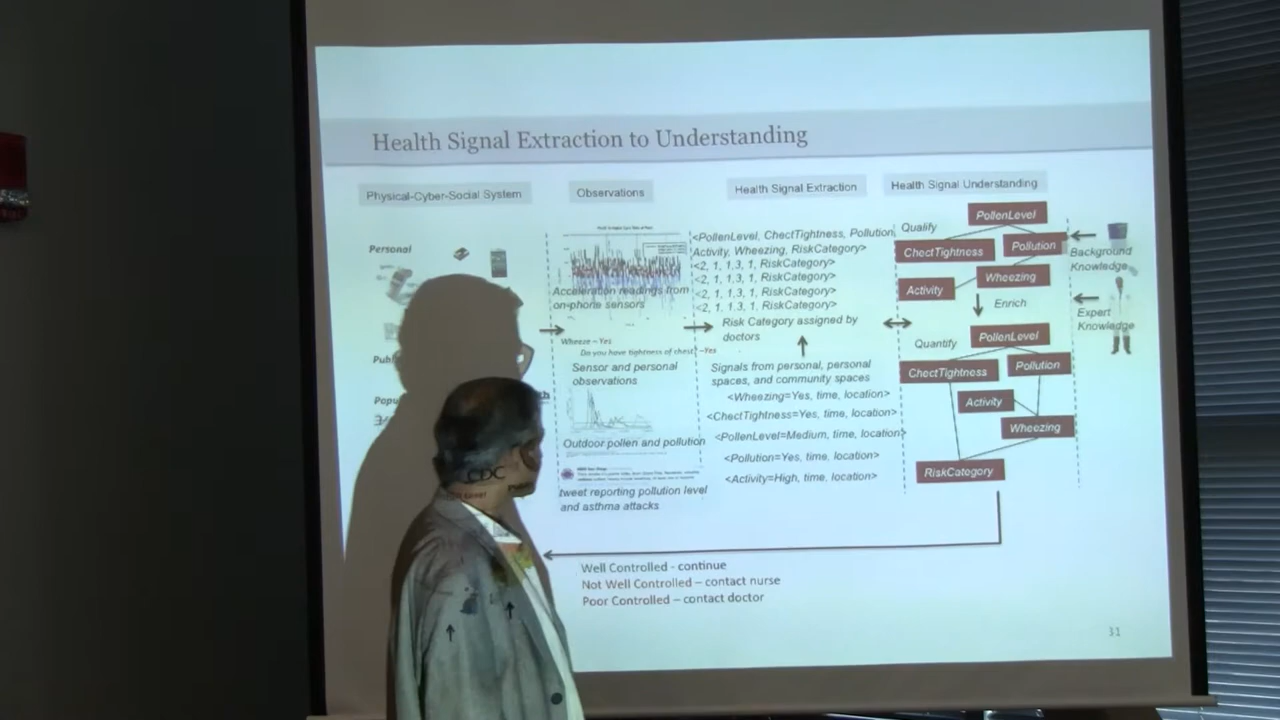 Health Signal Extraction to Understanding
Physical-Cyber-Social System
Observations
Health Signal Extraction
Health Signal Understanding
Personal
Acceleration readings from
on-phone sensors
Wheeze – Yes
Do you have tightness of chest? –Yes
Sensor and personal
observations
Outdoor pollen and pollution
tweet reporting pollution level
and asthma attacks
CDC
<PollenLevel, ChectTightness, Pollution,
Activity, Wheezing, RiskCategory>
<2, 1, 1.3, 1, RiskCategory>
<2, 1, 1.3, 1, RiskCategory>
<2, 1, 1.3, 1, RiskCategory>
<2, 1, 1.3, 1, RiskCategory>
Risk Category assigned by
doctors
Signals from personal, personal
spaces, and community spaces
<Wheezing=Yes, time, location>
<ChectTightness=Yes, time, location>
<PollenLevel=Medium, time, location>
<Pollution=Yes, time, location>
<Activity=High, time, location>
Qualify
PollenLevel
ChectTightness
Pollution
Activity
Wheezing
Enrich
Quantify
PollenLevel
ChectTightness
Pollution
Activity
Wheezing
RiskCategory
Background
Knowledge
Expert
Knowledge
Well Controlled - continue
Not Well Controlled – contact nurse
Poor Controlled – contact doctor
31